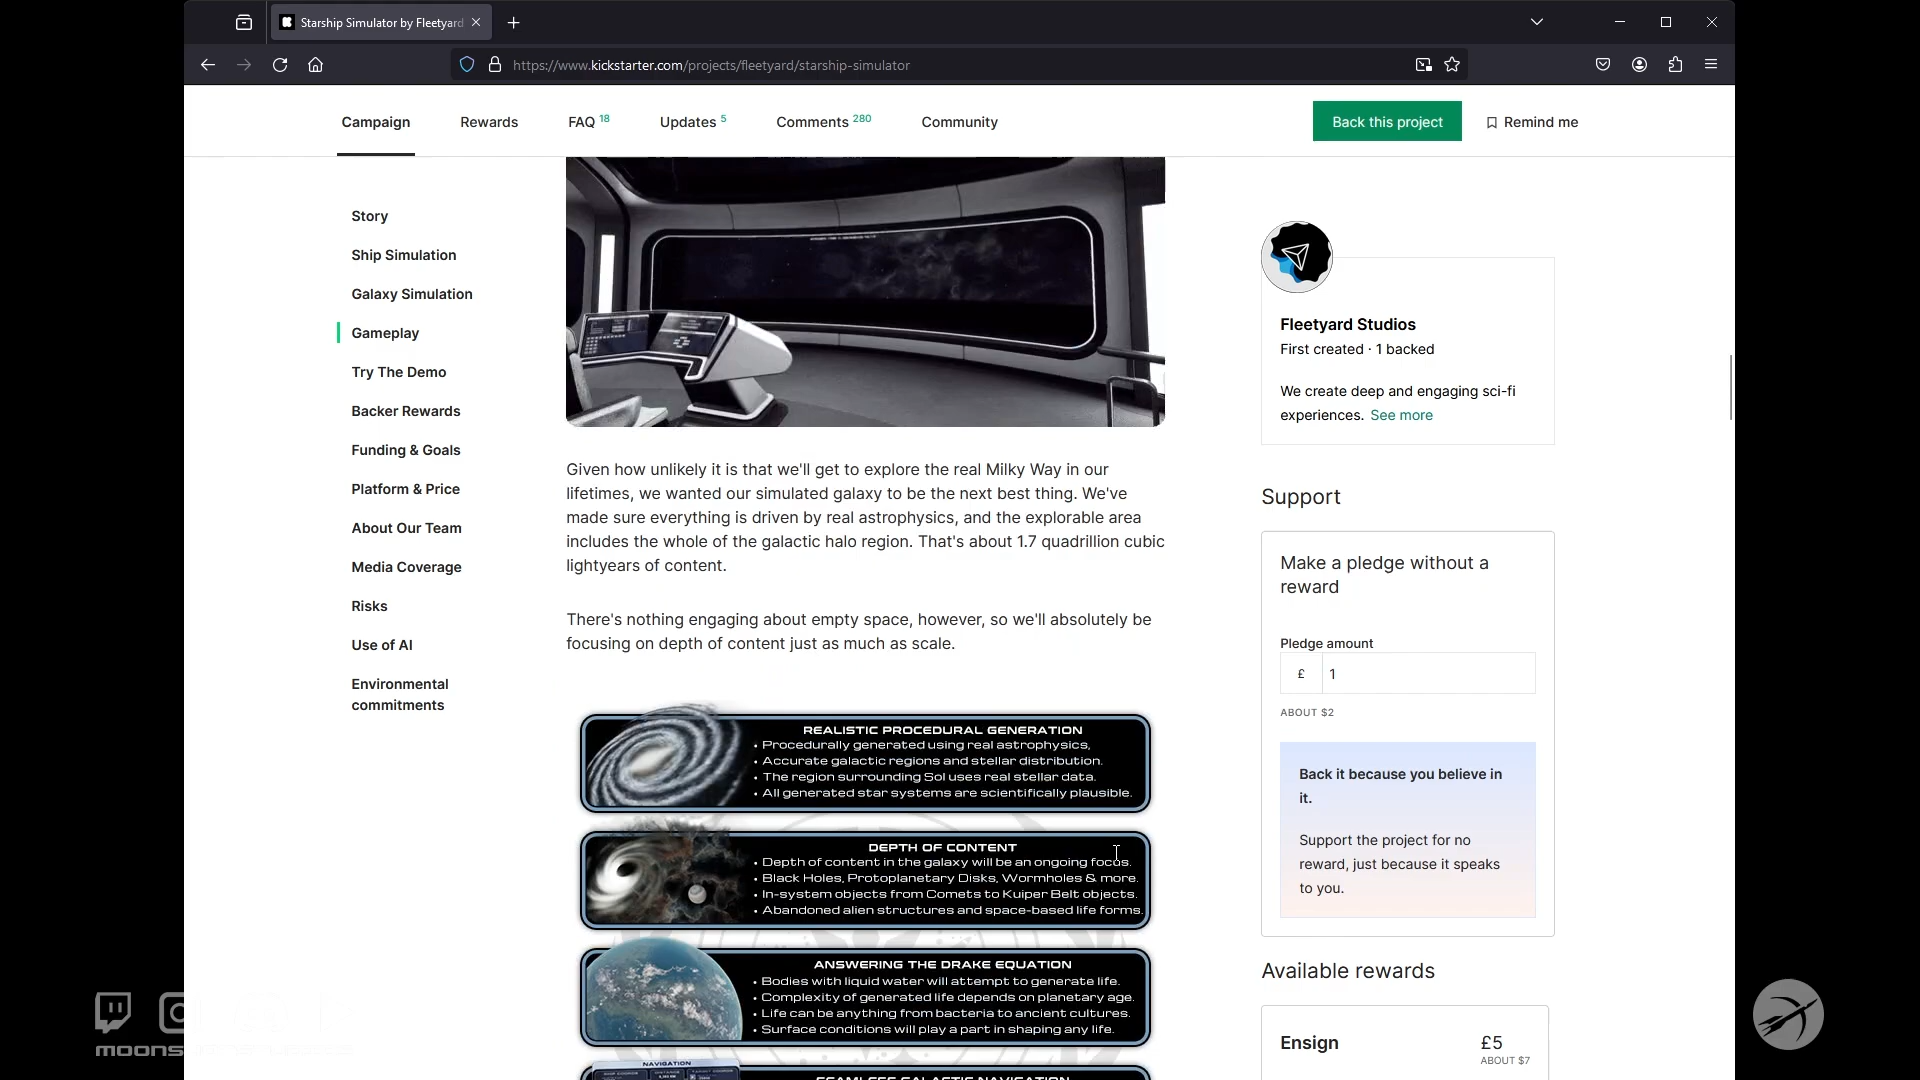 Starship Simulator by Fleetyard
https://www.kickstarter.com/projects/fleetyard/starship-simulator
Campaign
Rewards
FAQ 18
Updates 5
Comments 280
Community
Back this project
Remind me
Story
Ship Simulation
Galaxy Simulation
Gameplay
Try The Demo
Backer Rewards
Funding & Goals
Platform & Price
About Our Team
Media Coverage
Risks
Use of AI
Environmental
commitments
Given how unlikely it is that we'll get to explore the real Milky Way in our
lifetimes, we wanted our simulated galaxy to be the next best thing. We've
made sure everything is driven by real astrophysics, and the explorable area
includes the whole of the galactic halo region. That's about 1.7 quadrillion cubic
lightyears of content.
There's nothing engaging about empty space, however, so we'll absolutely be
focusing on depth of content just as much as scale.
REALISTIC PROCEDURAL GENERATION
• Procedurally generated using real astrophysics,
• Accurate galactic regions and stellar distribution.
• The region surrounding Sol uses real stellar data.
• All generated star systems are scientifically plausible.
DEPTH OF CONTENT
• Depth of content in the galaxy will be an ongoing focus.
• Black Holes, Protoplanetary Disks, Wormholes & more.
• In-system objects from Comets to Kuiper Belt objects.
• Abandoned alien structures and space-based life forms.
ANSWERING THE DRAKE EQUATION
• Bodies with liquid water will attempt to generate life.
• Complexity of generated life depends on planetary age.
• Life can be anything from bacteria to ancient cultures.
• Surface conditions will play a part in shaping any life.
NAVIGATION
SEAMLESS GALACTIC NAVIGATION
Fleetyard Studios
First created · 1 backed
We create deep and engaging sci-fi
experiences. See more
Support
Make a pledge without a
reward
Pledge amount
£ 1
ABOUT $2
Back it because you believe in
it.
Support the project for no
reward, just because it speaks
to you.
Available rewards
Ensign
£5
ABOUT $7